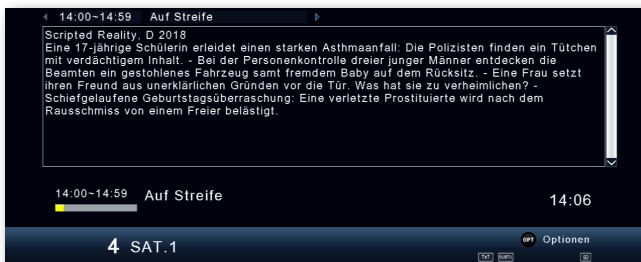 14:00~14:59 Auf Streife
Scripted Reality, D 2018
Eine 17-jährige Schülerin erleidet einen starken Asthmaanfall: Die Polizisten finden ein Tütchen
mit verdächtigem Inhalt. - Bei der Personenkontrolle dreier junger Männer entdecken die
Beamten ein gestohlenes Fahrzeug samt fremdem Baby auf dem Rücksitz. - Eine Frau setzt
ihren Freund aus unerklärlichen Gründen vor die Tür. Was hat sie zu verheimlichen? -
Schiefgelaufene Geburtstagsüberraschung: Eine verletzte Prostituierte wird nach dem
Rausschmiss von einem Freier belästigt.
14:00~14:59 Auf Streife
14:06
4 SAT.1
OPT Optionen
TXT SUBTTL SD